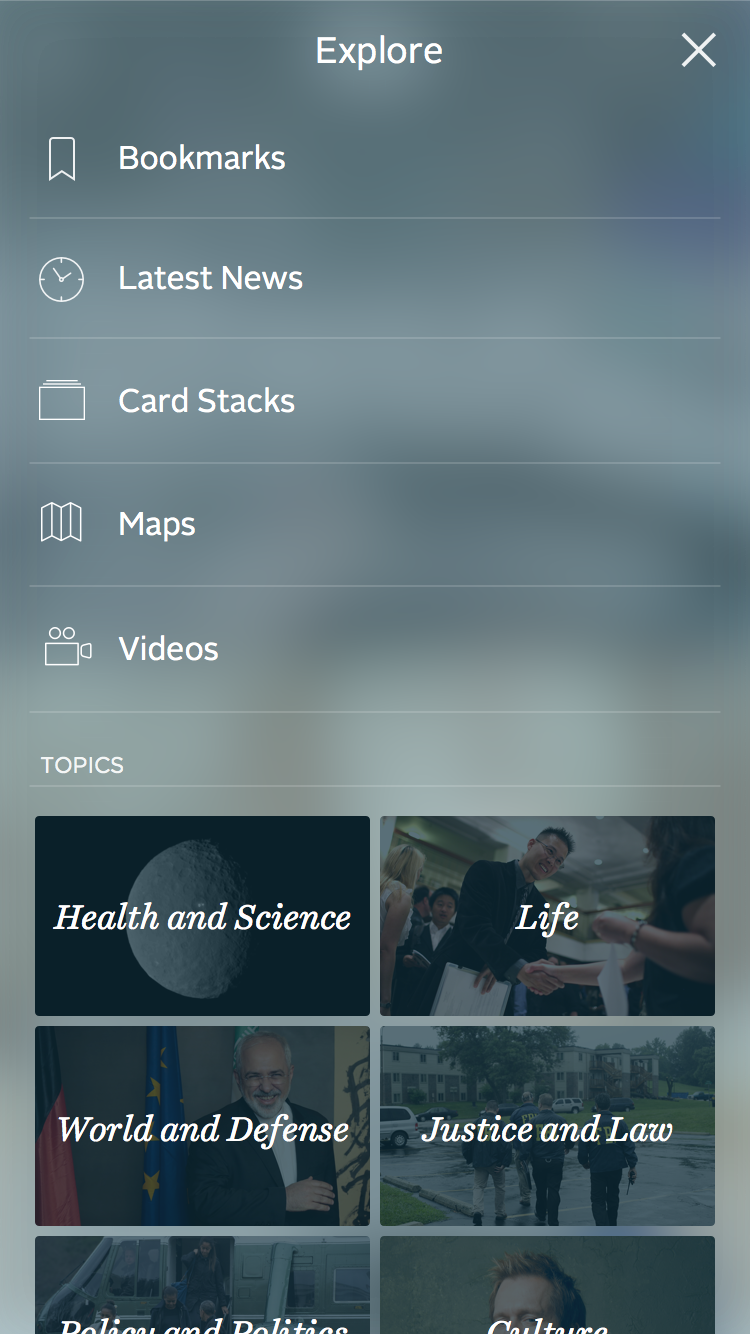 Explore
Bookmarks
Latest News
Card Stacks
Maps
Videos
TOPICS
Health and Science
Life
World and Defense
Justice and Law
Policy and Politics
Culture